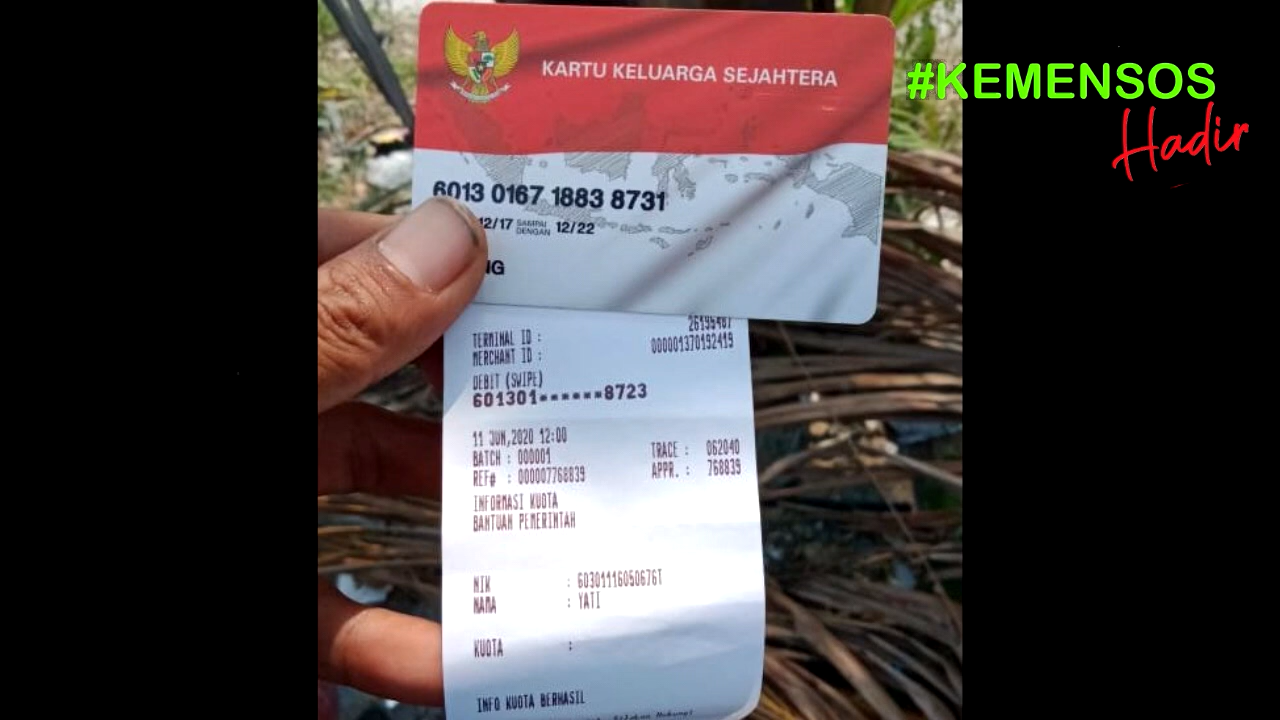 #KEMENSOS
Hadir
KARTU KELUARGA SEJAHTERA
6013 0167 1883 8731
12/17 SAMPAI DENGAN 12/22
NG
26195487
TERMINAL ID :
MERCHANT ID : 000001370192419
DEBIT (SWIPE)
601301******8723
11 JUN,2020 12:00
BATCH : 000001 TRACE : 062040
REF# : 000007768839 APPR. : 768839
INFORMASI KUOTA
BANTUAN PEMERINTAH
NIK : 60301116050676T
NAMA : YATI
KUOTA :
INFO KUOTA BERHASIL